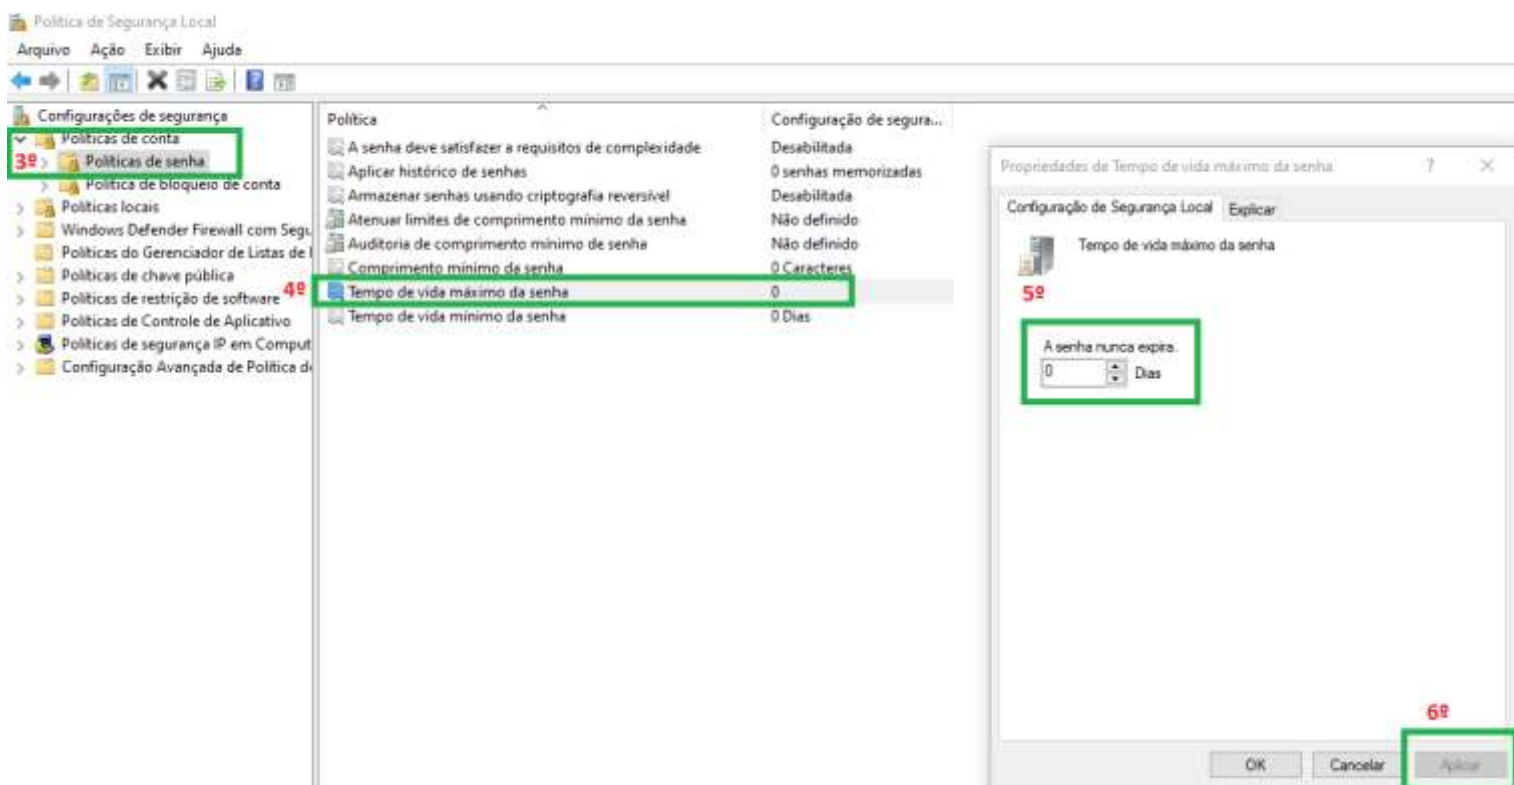 Política de Segurança Local
Arquivo Ação Exibir Ajuda
Configurações de segurança
Políticas de conta
3º
Políticas de senha
Política de bloqueio de conta
Políticas locais
Windows Defender Firewall com Segu
Políticas do Gerenciador de Listas de
Políticas de chave pública
Políticas de restrição de software
Políticas de Controle de Aplicativo
Políticas de segurança IP em Comput
Configuração Avançada de Política d
Política Configuração de segura...
A senha deve satisfazer a requisitos de complexidade Desabilitada
Aplicar histórico de senhas 0 senhas memorizadas
Armazenar senhas usando criptografia reversível Desabilitada
Atenuar limites de comprimento mínimo da senha Não definido
Auditoria de comprimento mínimo de senha Não definido
Comprimento mínimo da senha 0 Caracteres
4º
Tempo de vida máximo da senha 0
Tempo de vida mínimo da senha 0 Dias
Propriedades de Tempo de vida máximo da senha ? ×
Configuração de Segurança Local Explicar
Tempo de vida máximo da senha
5º
A senha nunca expira.
0 Dias
6º
OK Cancelar Aplicar